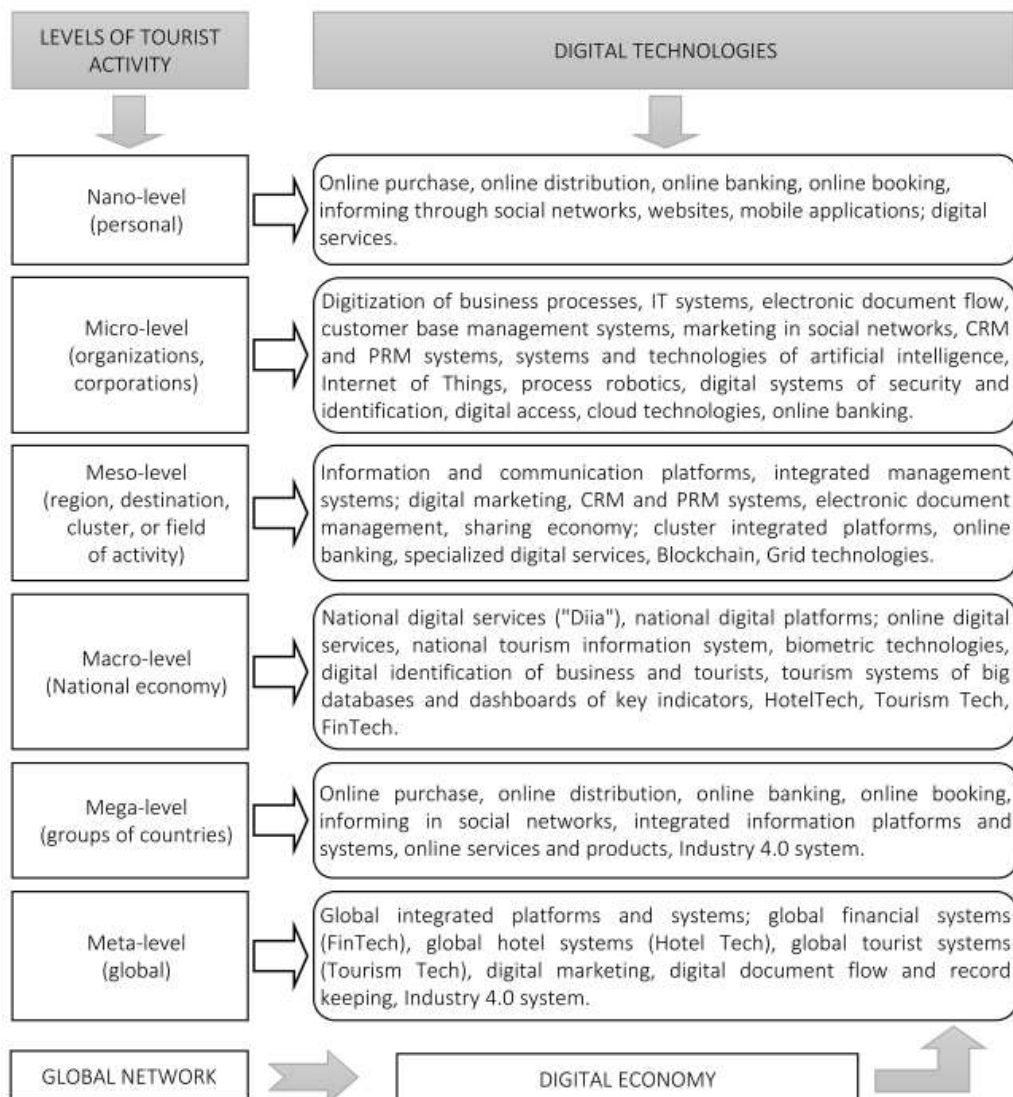 LEVELS OF TOURIST
ACTIVITY
DIGITAL TECHNOLOGIES
Nano-level
(personal)
Online purchase, online distribution, online banking, online booking,
informing through social networks, websites, mobile applications; digital
services.
Micro-level
(organizations,
corporations)
Digitization of business processes, IT systems, electronic document flow,
customer base management systems, marketing in social networks, CRM
and PRM systems, systems and technologies of artificial intelligence,
Internet of Things, process robotics, digital systems of security and
identification, digital access, cloud technologies, online banking.
Meso-level
(region, destination,
cluster, or field
of activity)
Information and communication platforms, integrated management
systems; digital marketing, CRM and PRM systems, electronic document
management, sharing economy; cluster integrated platforms, online
banking, specialized digital services, Blockchain, Grid technologies.
Macro-level
(National economy)
National digital services ("Diia"), national digital platforms; online digital
services, national tourism information system, biometric technologies,
digital identification of business and tourists, tourism systems of big
databases and dashboards of key indicators, HotelTech, Tourism Tech,
FinTech.
Mega-level
(groups of countries)
Online purchase, online distribution, online banking, online booking,
informing in social networks, integrated information platforms and
systems, online services and products, Industry 4.0 system.
Meta-level
(global)
Global integrated platforms and systems; global financial systems
(FinTech), global hotel systems (Hotel Tech), global tourist systems
(Tourism Tech), digital marketing, digital document flow and record
keeping, Industry 4.0 system.
GLOBAL NETWORK
DIGITAL ECONOMY